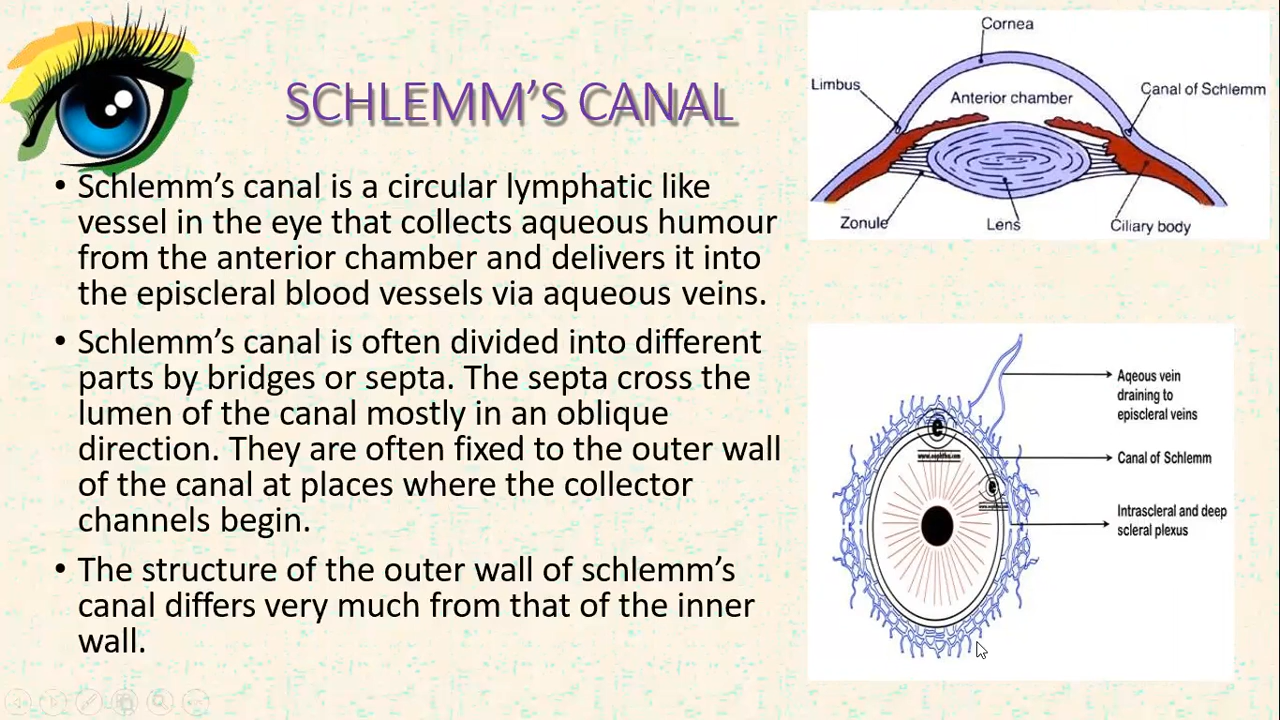 SCHLEMM'S CANAL
• Schlemm's canal is a circular lymphatic like
vessel in the eye that collects aqueous humour
from the anterior chamber and delivers it into
the episcleral blood vessels via aqueous veins.
• Schlemm's canal is often divided into different
parts by bridges or septa. The septa cross the
lumen of the canal mostly in an oblique
direction. They are often fixed to the outer wall
of the canal at places where the collector
channels begin.
• The structure of the outer wall of schlemm's
canal differs very much from that of the inner
wall.
Cornea
Limbus
Anterior chamber
Canal of Schlemm
Zonule
Lens
Ciliary body
Aqeous vein
draining to
episcleral veins
e
Canal of Schlemm
e
Intrascleral and deep
scleral plexus